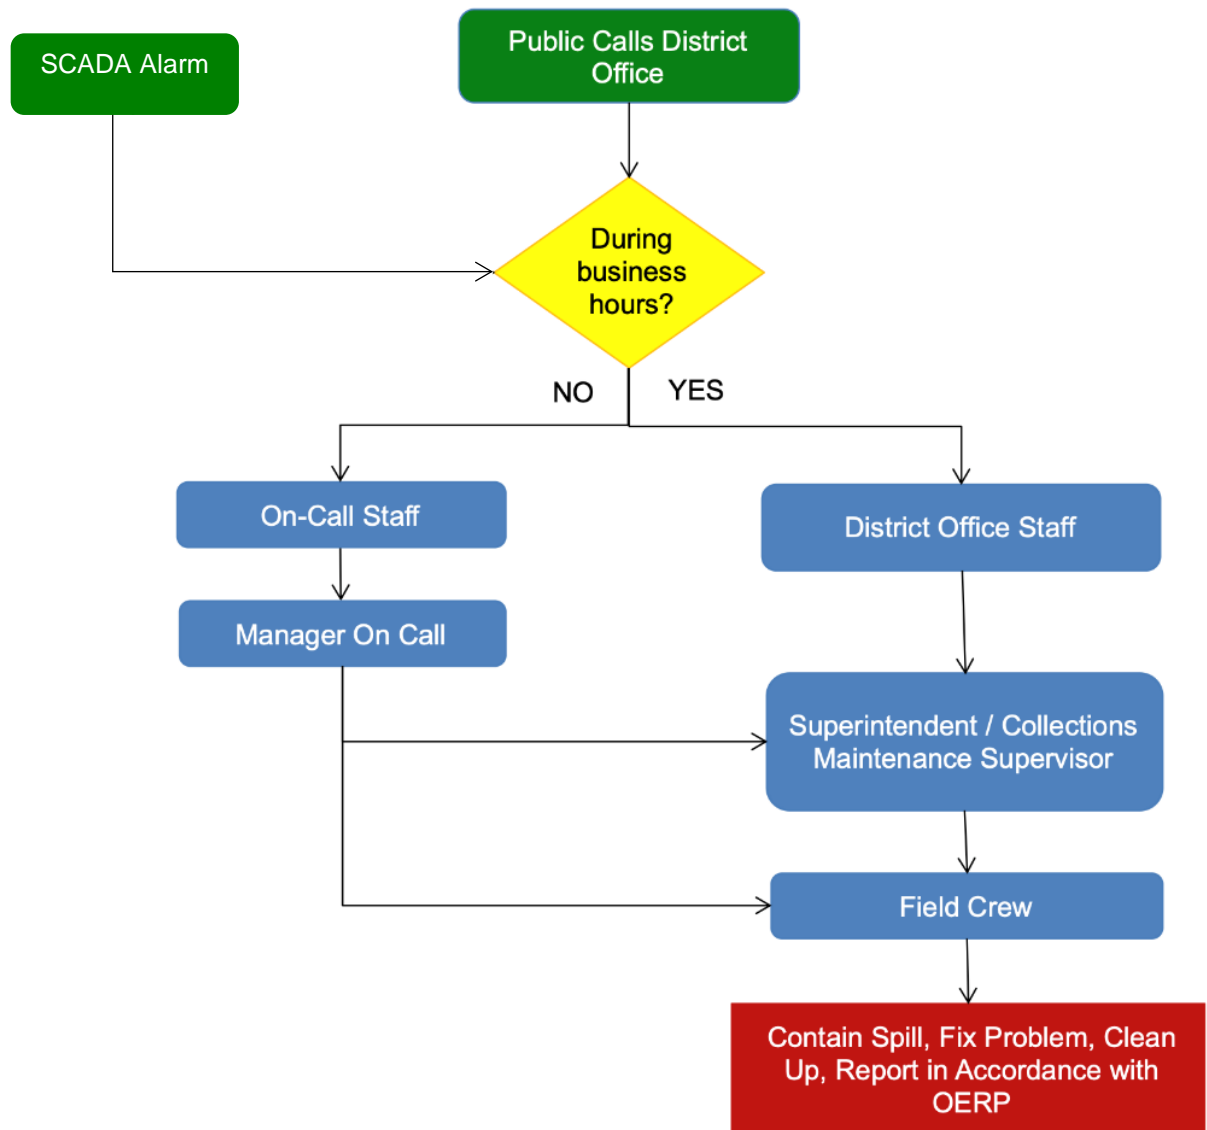 SCADA Alarm
Public Calls District
Office
During
business
hours?
NO
YES
On-Call Staff
District Office Staff
Manager On Call
Superintendent / Collections
Maintenance Supervisor
Field Crew
Contain Spill, Fix Problem, Clean
Up, Report in Accordance with
OERP